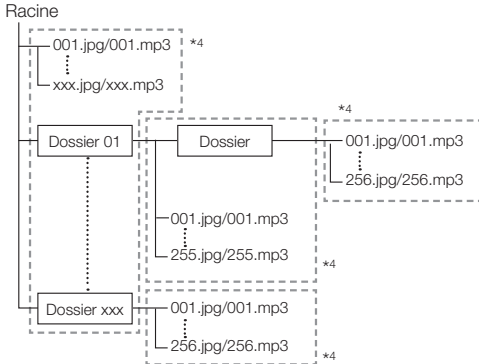 Racine
001.jpg/001.mp3
*4
xxx.jpg/xxx.mp3
*4
Dossier 01
Dossier
001.jpg/001.mp3
256.jpg/256.mp3
001.jpg/001.mp3
255.jpg/255.mp3
*4
Dossier xxx
001.jpg/001.mp3
256.jpg/256.mp3
*4